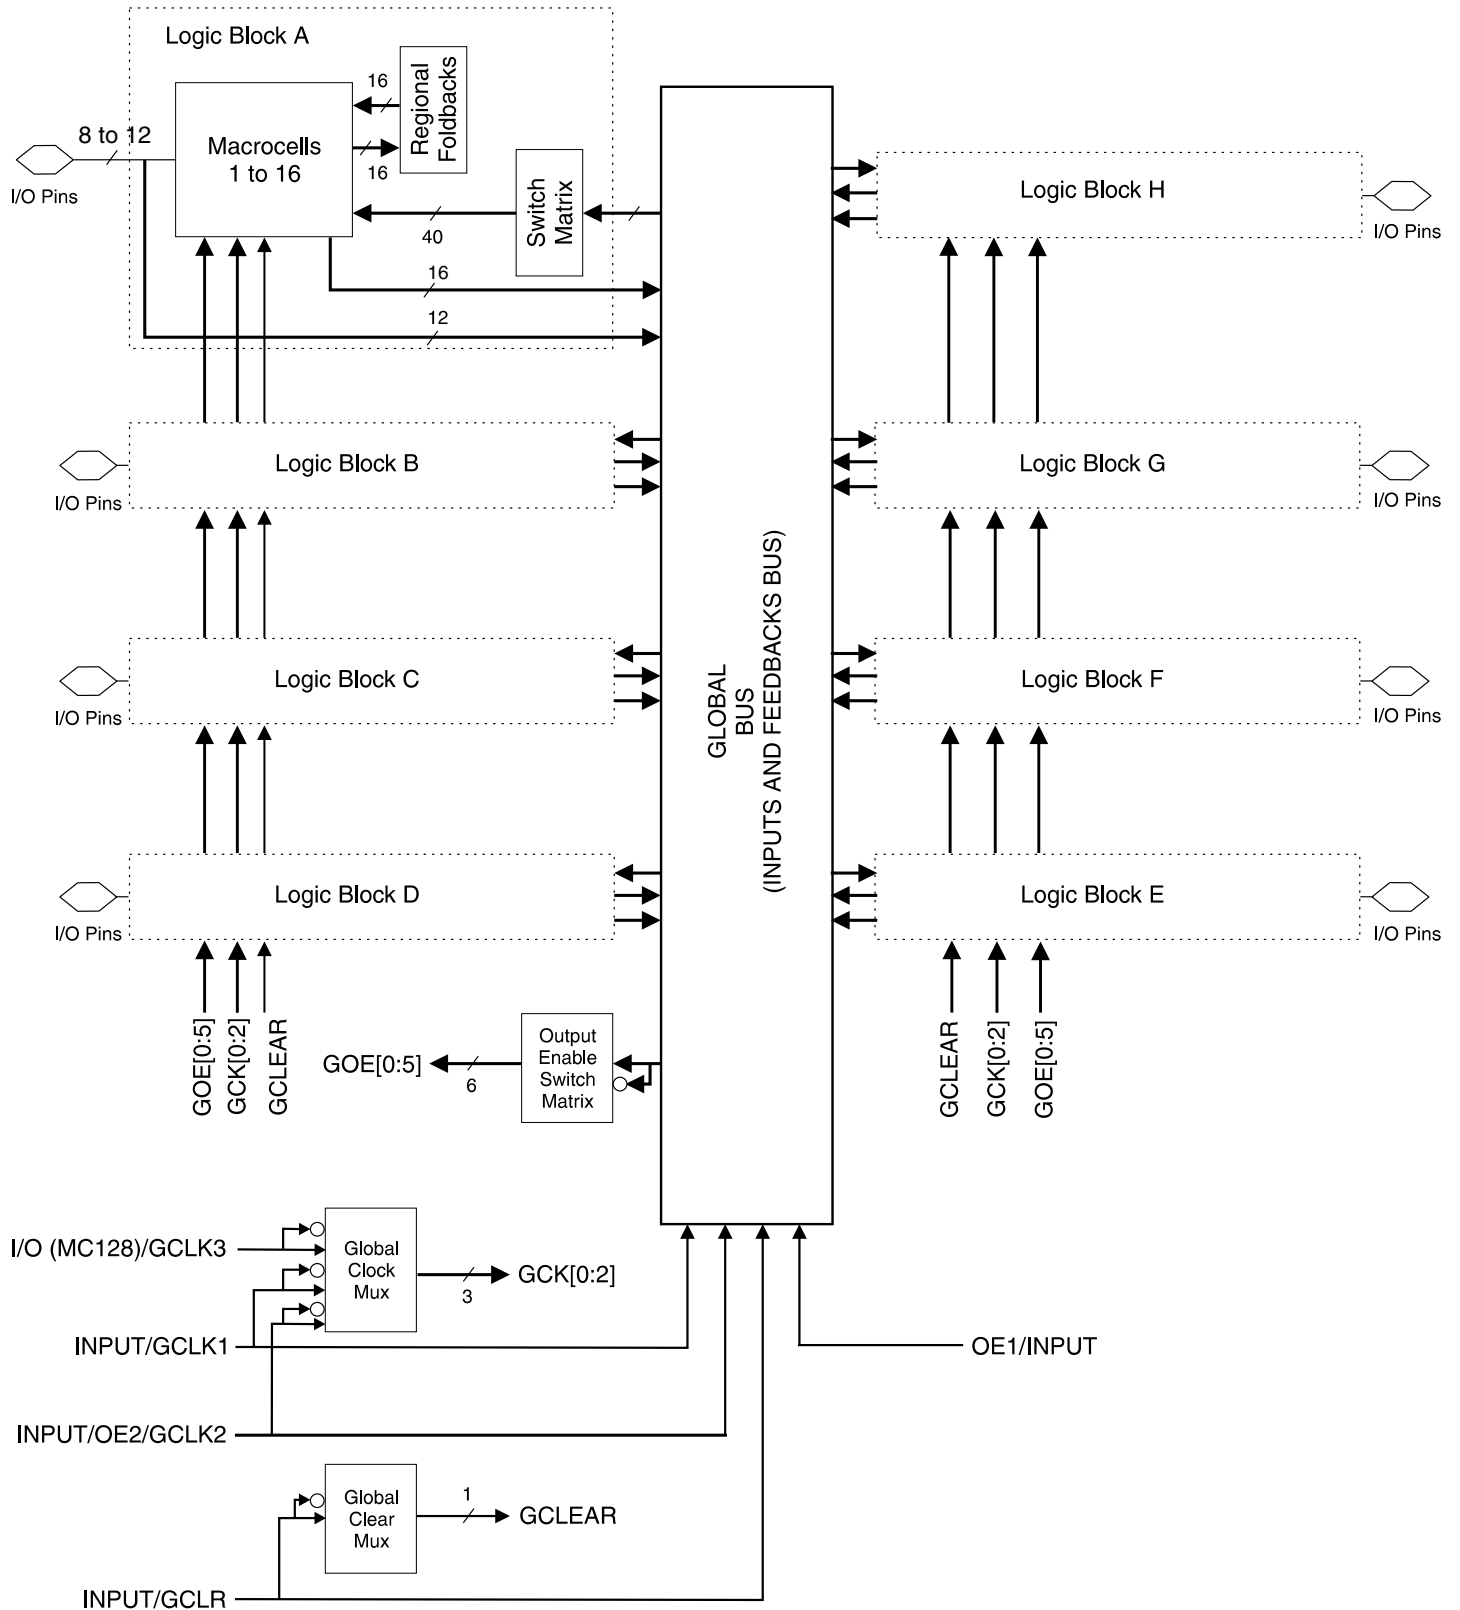 Logic Block A
Regional
Foldbacks
16
16
8 to 12
I/O Pins
Macrocells
1 to 16
Switch
Matrix
40
16
12
Logic Block H
I/O Pins
Logic Block B
I/O Pins
Logic Block G
I/O Pins
Logic Block C
I/O Pins
Logic Block F
I/O Pins
GLOBAL
BUS
(INPUTS AND FEEDBACKS BUS)
Logic Block D
I/O Pins
Logic Block E
I/O Pins
GOE[0:5]
GCK[0:2]
GCLEAR
GCLEAR
GCK[0:2]
GOE[0:5]
GOE[0:5]
6
Output
Enable
Switch
Matrix
I/O (MC128)/GCLK3
Global
Clock
Mux
3
GCK[0:2]
INPUT/GCLK1
OE1/INPUT
INPUT/OE2/GCLK2
Global
Clear
Mux
1
GCLEAR
INPUT/GCLR